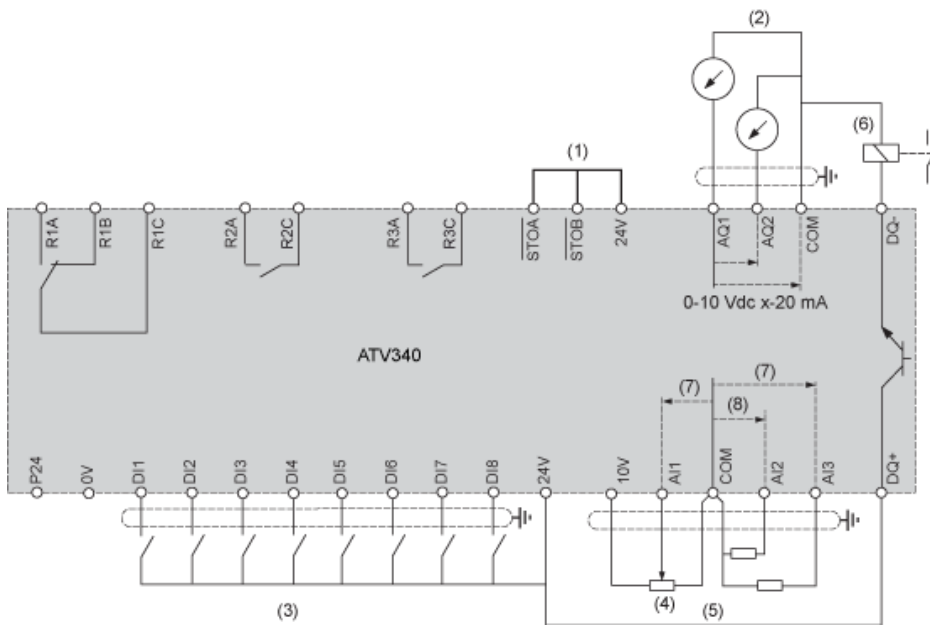 (2)
(6)
(1)
R1A R1B R1C R2A R2C R3A R3C STOA STOB 24V AQ1 AQ2 COM DQ-
0-10 Vdc x-20 mA
ATV340
(7)
(7)
(8)
P24 0V DI1 DI2 DI3 DI4 DI5 DI6 DI7 DI8 24V 10V AI1 COM AI2 AI3 DQ+
(3)
(4)
(5)